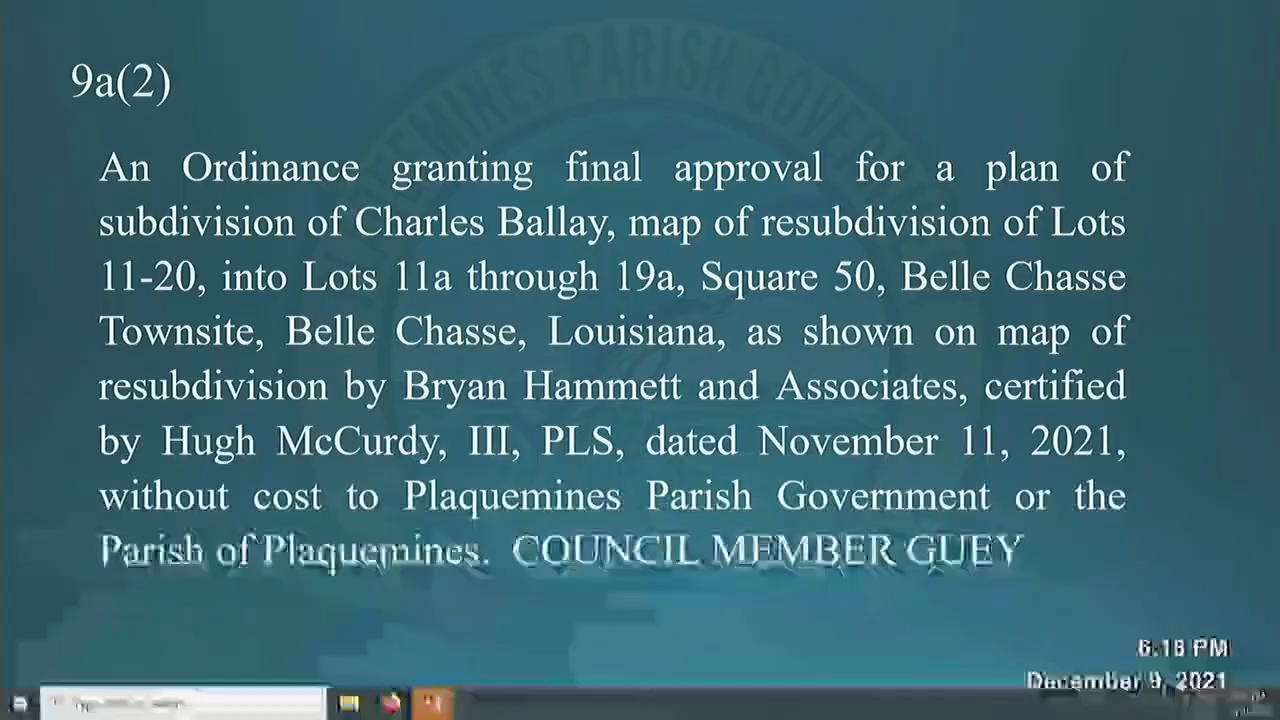 9a(2)
An Ordinance granting final approval for a plan of
subdivision of Charles Ballay, map of resubdivision of Lots
11-20, into Lots 11a through 19a, Square 50, Belle Chasse
Townsite, Belle Chasse, Louisiana, as shown on map of
resubdivision by Bryan Hammett and Associates, certified
by Hugh McCurdy, III, PLS, dated November 11, 2021,
without cost to Plaquemines Parish Government or the
Parish of Plaquemines. COUNCIL MEMBER GUEY
6:16 PM
December 9, 2021